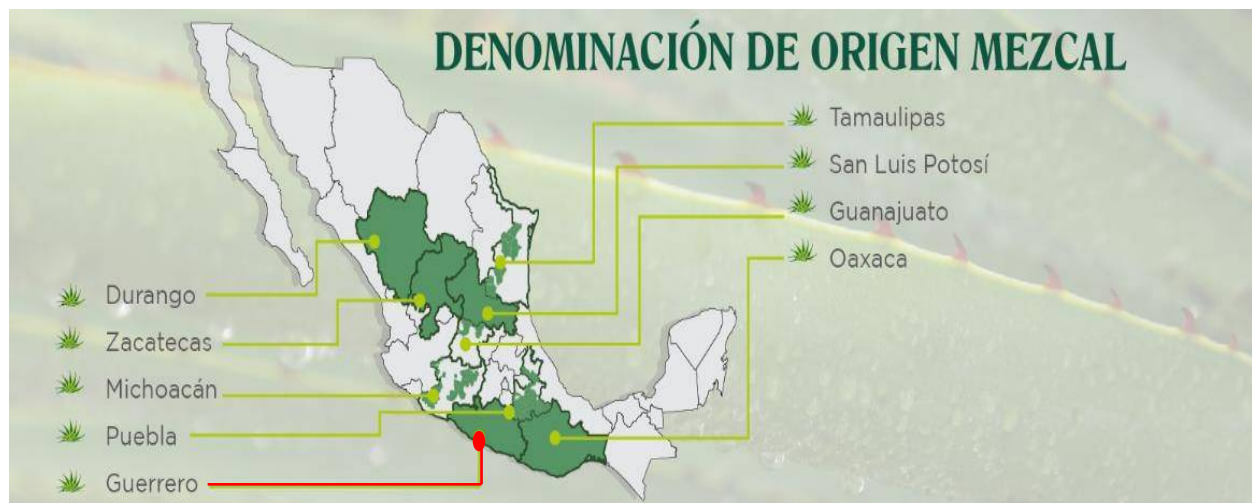 DENOMINACIÓN DE ORIGEN MEZCAL
Tamaulipas
San Luis Potosí
Guanajuato
Oaxaca
Durango
Zacatecas
Michoacán
Puebla
Guerrero